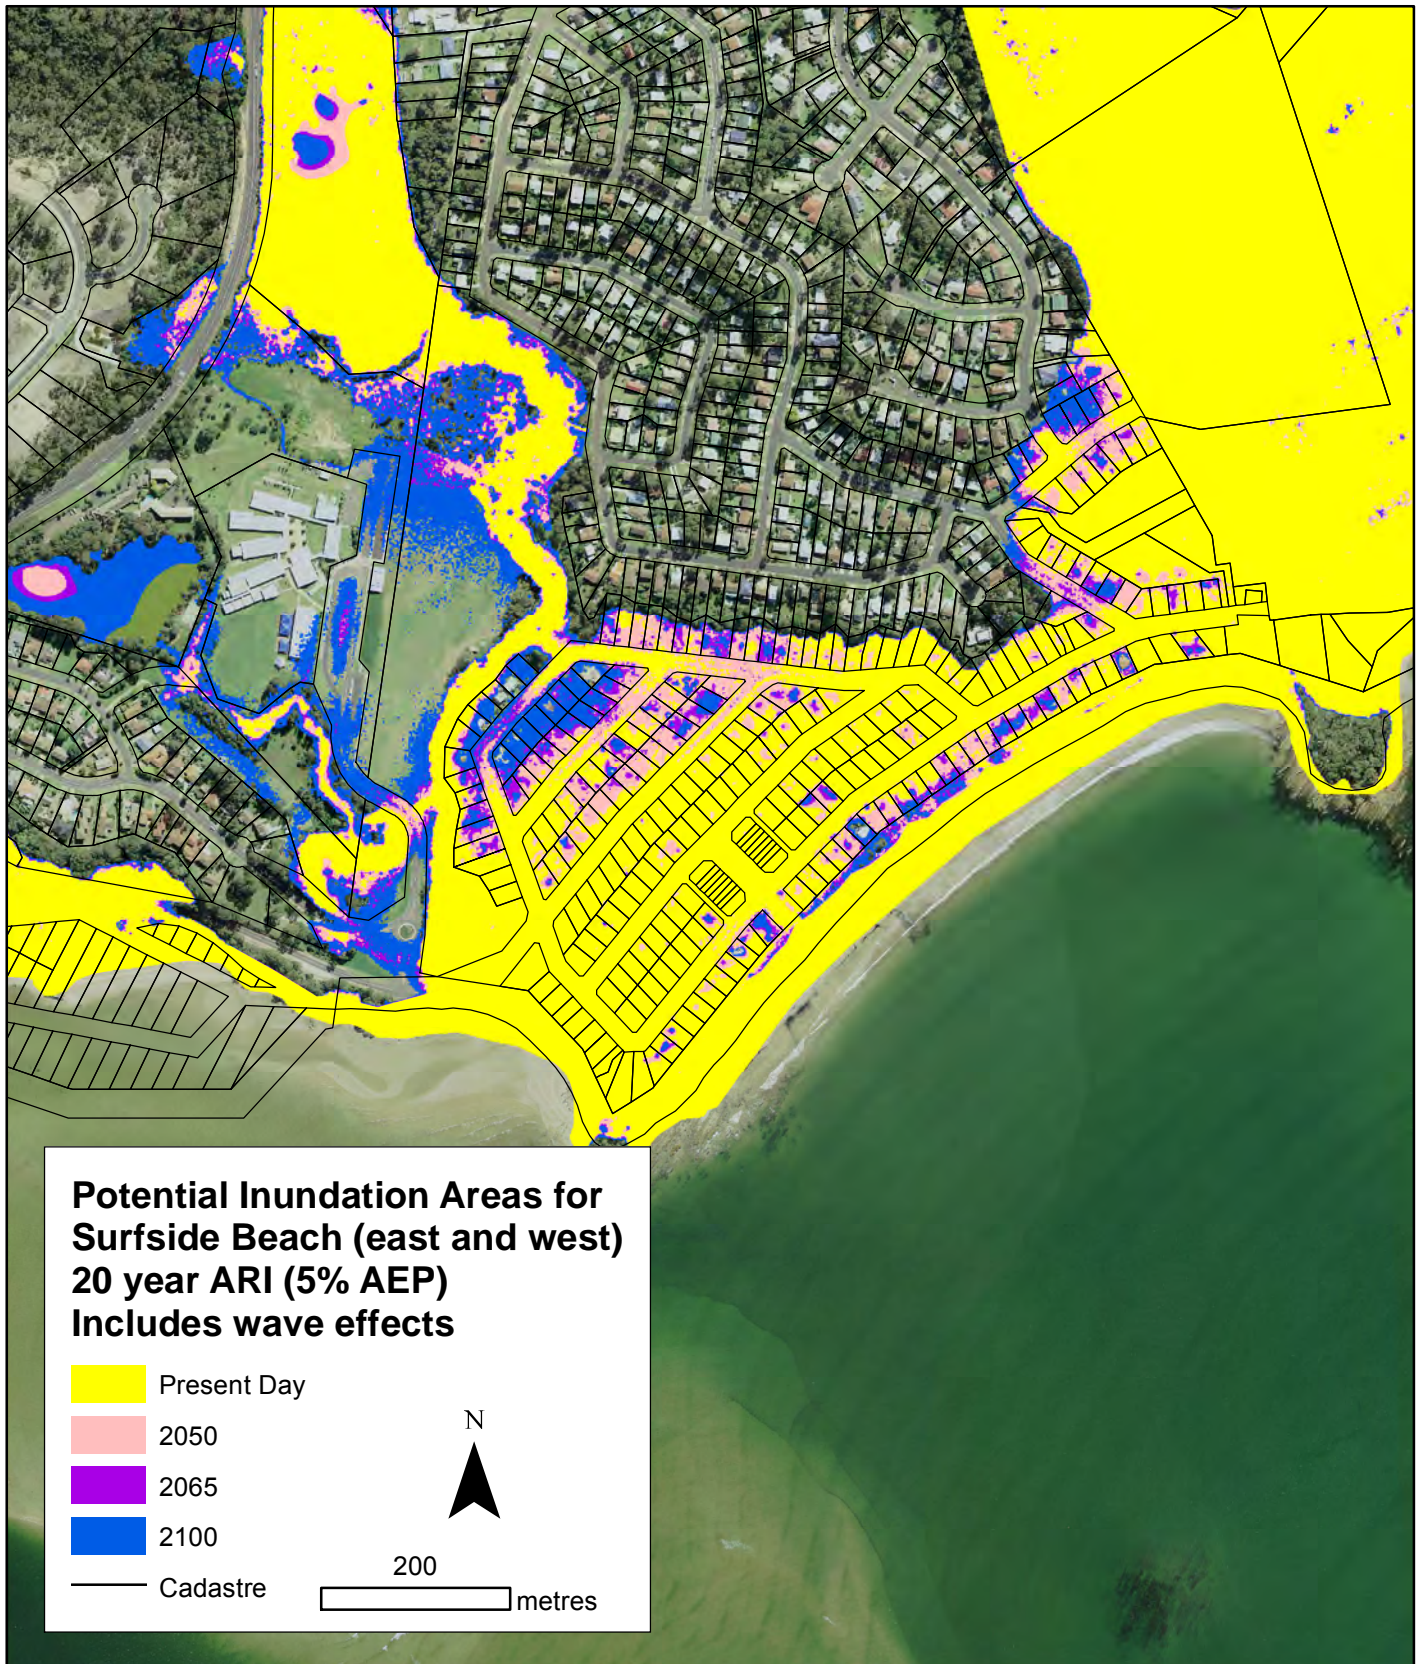 Potential Inundation Areas for
Surfside Beach (east and west)
20 year ARI (5% AEP)
Includes wave effects
Present Day
2050
2065
2100
Cadastre
N
200
metres